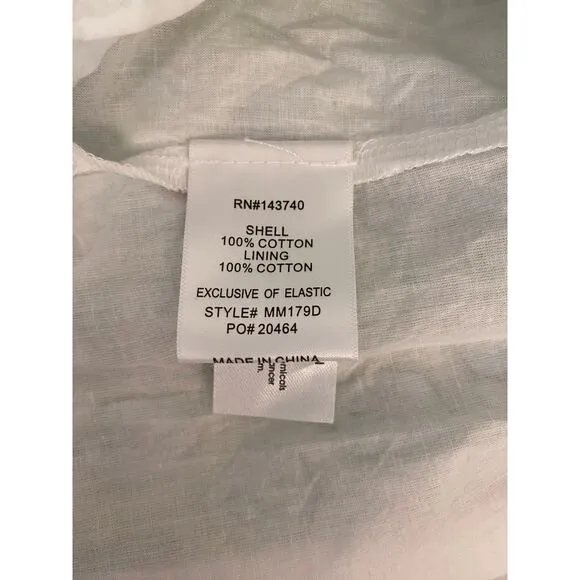 RN#143740
SHELL
100% COTTON
LINING
100% COTTON
EXCLUSIVE OF ELASTIC
STYLE# MM179D
PO# 20464
MADE IN CHINA